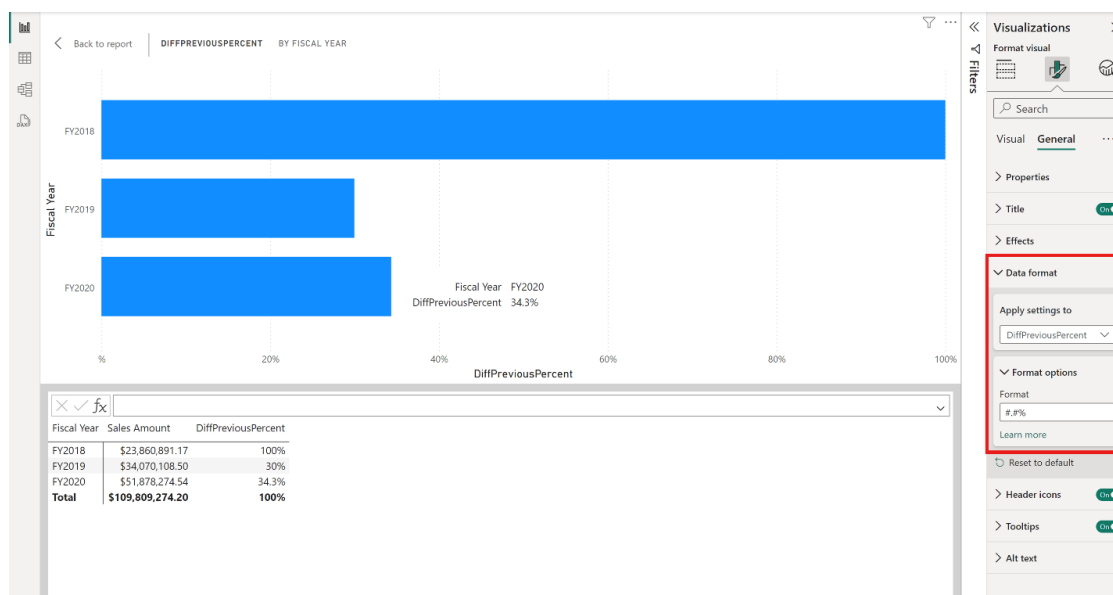 Back to report
DIFFPREVIOUSPERCENT BY FISCAL YEAR
Fiscal Year
FY2018
FY2019
FY2020
Fiscal Year FY2020
DiffPreviousPercent 34.3%
% 20% 40% 60% 80% 100%
DiffPreviousPercent
fx
Fiscal Year Sales Amount DiffPreviousPercent
FY2018 $23,860,891.17 100%
FY2019 $34,070,108.50 30%
FY2020 $51,878,274.54 34.3%
Total $109,809,274.20 100%
Filters
Visualizations
Format visual
Search
Visual General
Properties
Title On
Effects
Data format
Apply settings to
DiffPreviousPercent
Format options
Format
#.#%
Learn more
Reset to default
Header icons On
Tooltips On
Alt text